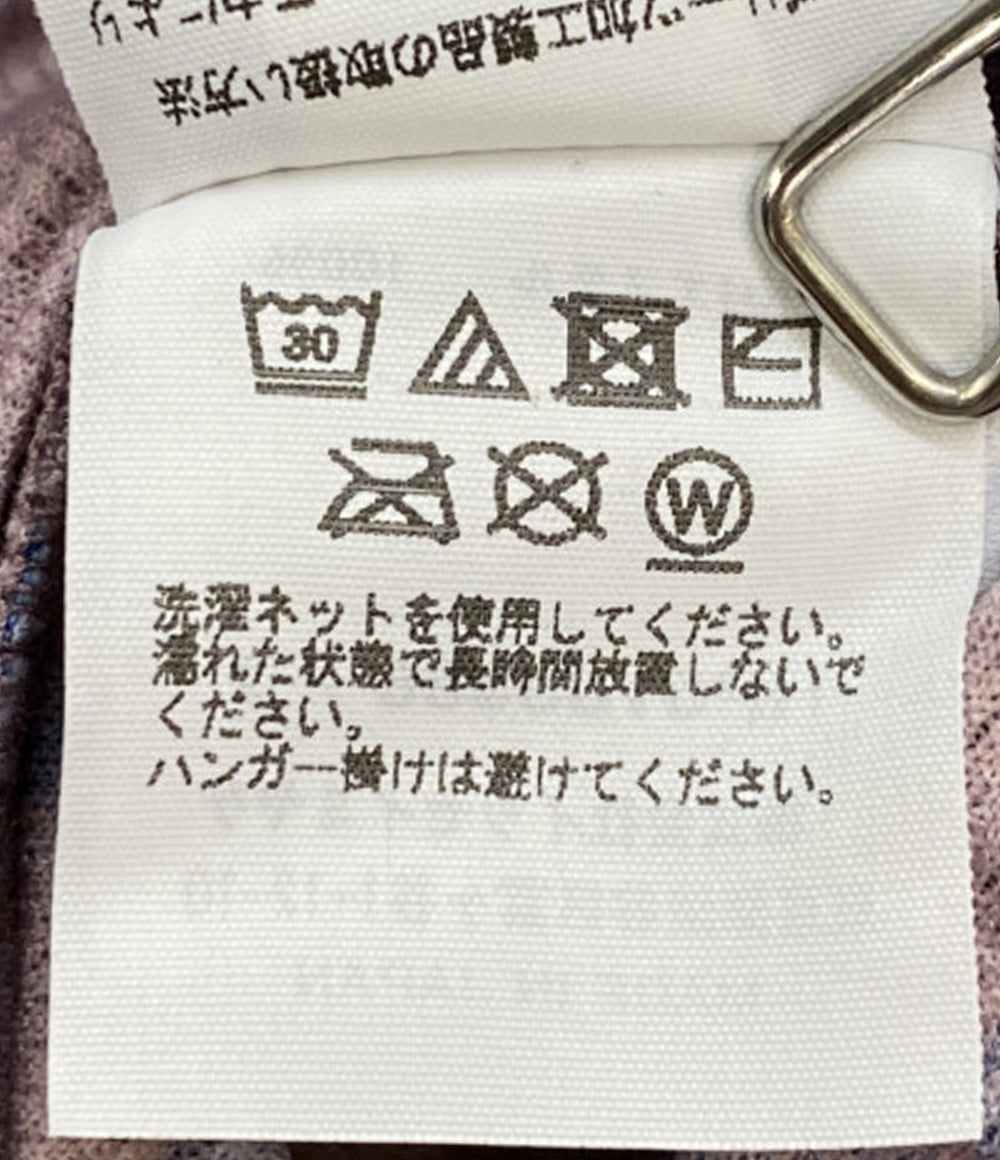 加工製品の取扱い方法
30
W
洗濯ネットを使用してください。
濡れた状態で長時間放置しないで
ください。
ハンガー掛けは避けてください。